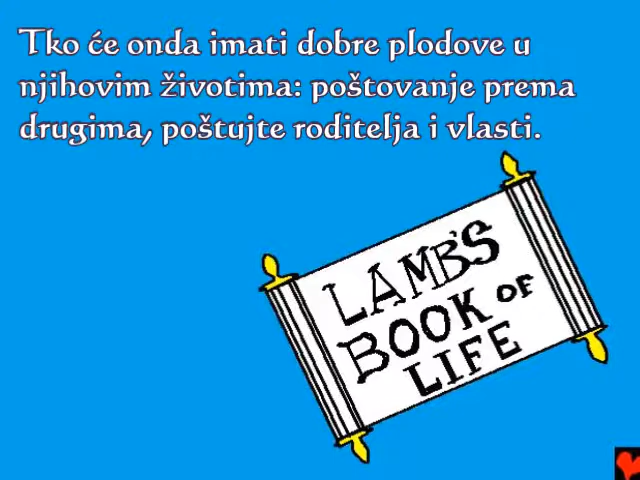 Tko će onda imati dobre plodove u
njihovim životima: poštovanje prema
drugima, poštujte roditelja i vlasti.
LAMB'S
BOOK OF
LIFE